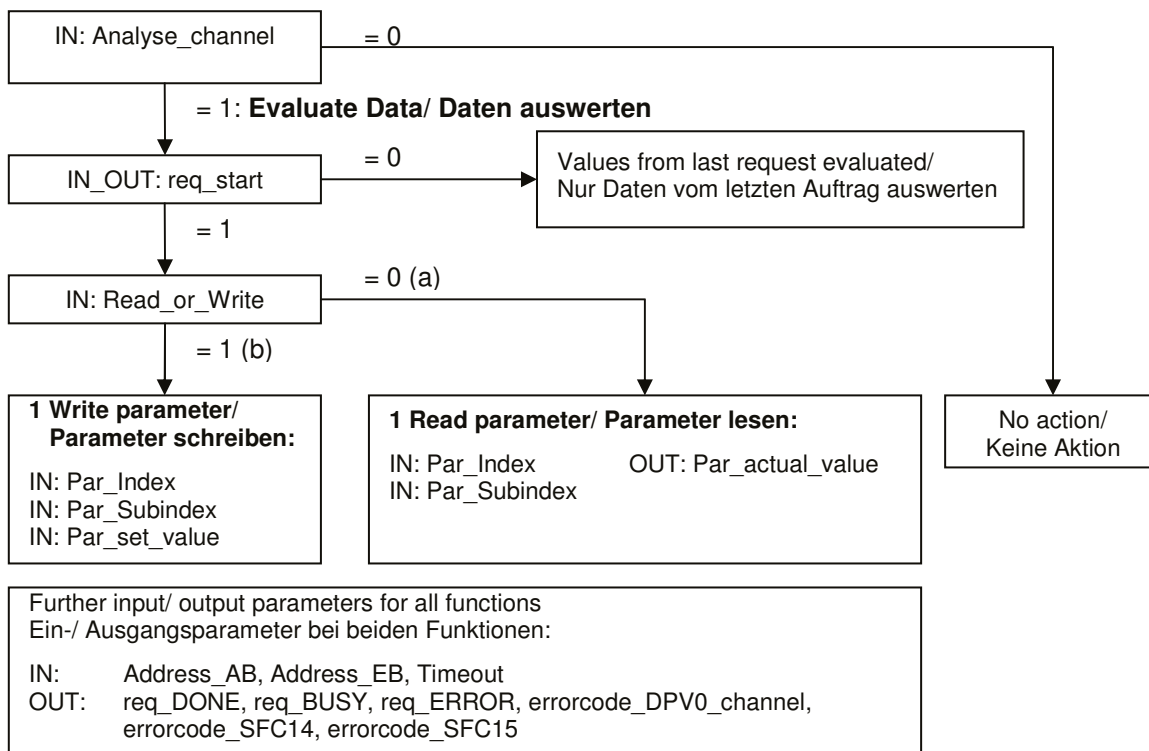 IN: Analyse_channel
= 0
= 1: Evaluate Data/ Daten auswerten
IN_OUT: req_start
= 0
Values from last request evaluated/
Nur Daten vom letzten Auftrag auswerten
= 1
IN: Read_or_Write
= 0 (a)
= 1 (b)
1 Write parameter/
Parameter schreiben:
IN: Par_Index
IN: Par_Subindex
IN: Par_set_value
1 Read parameter/ Parameter lesen:
IN: Par_Index OUT: Par_actual_value
IN: Par_Subindex
No action/
Keine Aktion
Further input/ output parameters for all functions
Ein-/ Ausgangsparameter bei beiden Funktionen:
IN: Address_AB, Address_EB, Timeout
OUT: req_DONE, req_BUSY, req_ERROR, errorcode_DPV0_channel,
errorcode_SFC14, errorcode_SFC15